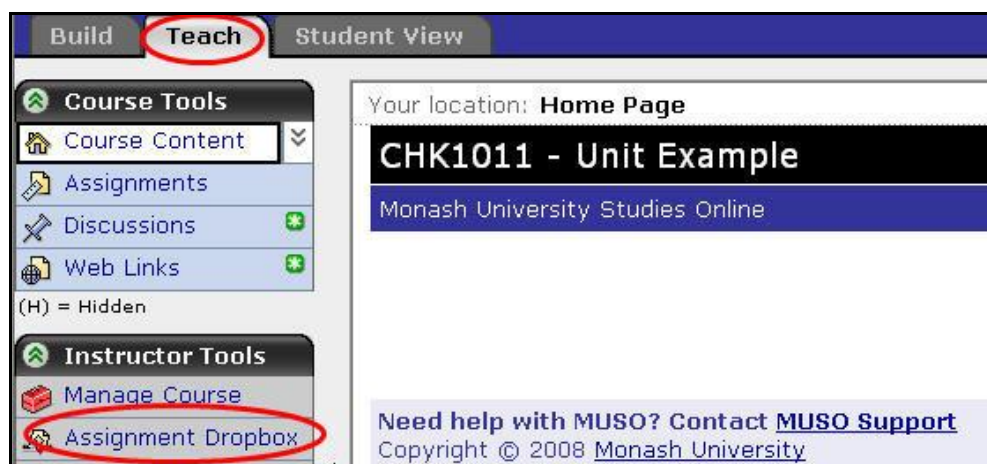 Build Teach Student View
Course Tools
Course Content
Assignments
Discussions
Web Links
(H) = Hidden
Instructor Tools
Manage Course
Assignment Dropbox
Your location: Home Page
CHK1011 - Unit Example
Monash University Studies Online
Need help with MUSO? Contact MUSO Support
Copyright © 2008 Monash University